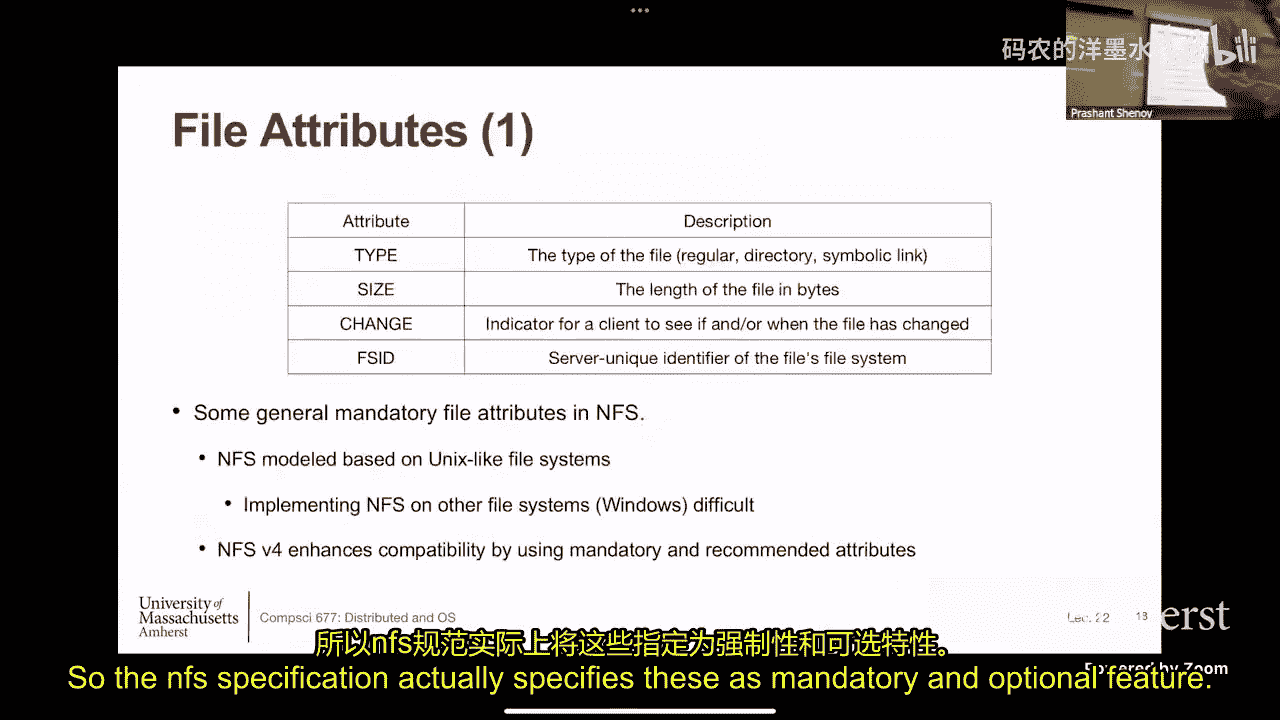 码农的洋墨水
bili
Prashant Shenoy
File Attributes (1)
Attribute Description
TYPE The type of the file (regular, directory, symbolic link)
SIZE The length of the file in bytes
CHANGE Indicator for a client to see if and/or when the file has changed
FSID Server-unique identifier of the file's file system
• Some general mandatory file attributes in NFS.
• NFS modeled based on Unix-like file systems
• Implementing NFS on other file systems (Windows) difficult
• NFS v4 enhances compatibility by using mandatory and recommended attributes
University of
Massachusetts
Amherst
Compsci 677: Distributed and OS
Lec. 22
18
erst
所以nfs规范实际上将这些指定为强制性和可选特性。
Powered by Zoom
So the nfs specification actually specifies these as mandatory and optional feature.